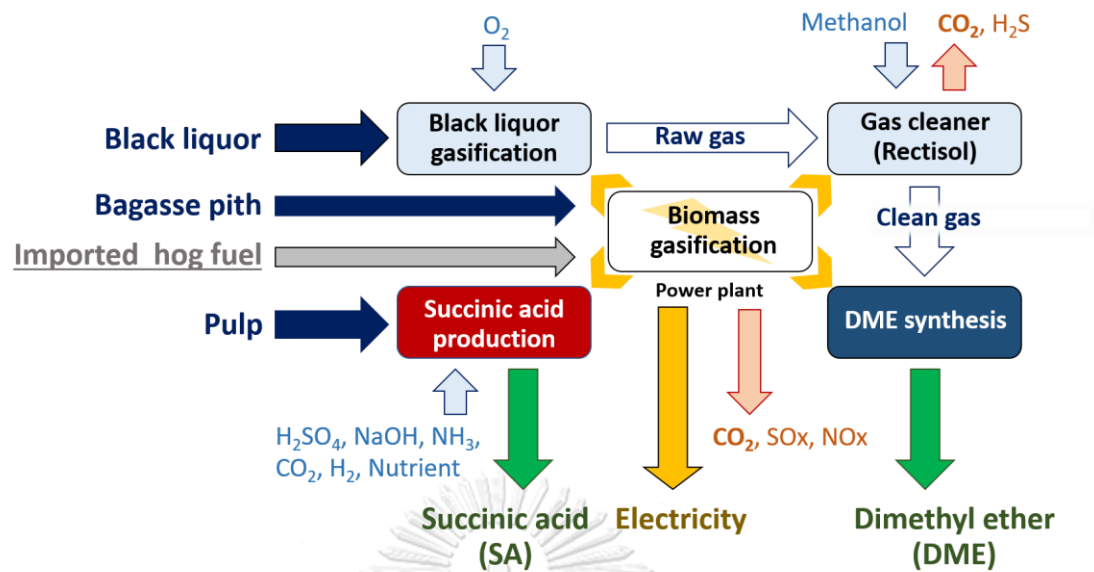 O₂
Methanol
CO₂, H₂S
Black liquor
Black liquor
gasification
Raw gas
Gas cleaner
(Rectisol)
Bagasse pith
Biomass
gasification
Clean gas
Imported hog fuel
Power plant
Pulp
Succinic acid
production
DME synthesis
H₂SO₄, NaOH, NH₃,
CO₂, H₂, Nutrient
CO₂, SOx, NOx
Succinic acid
(SA)
Electricity
Dimethyl ether
(DME)